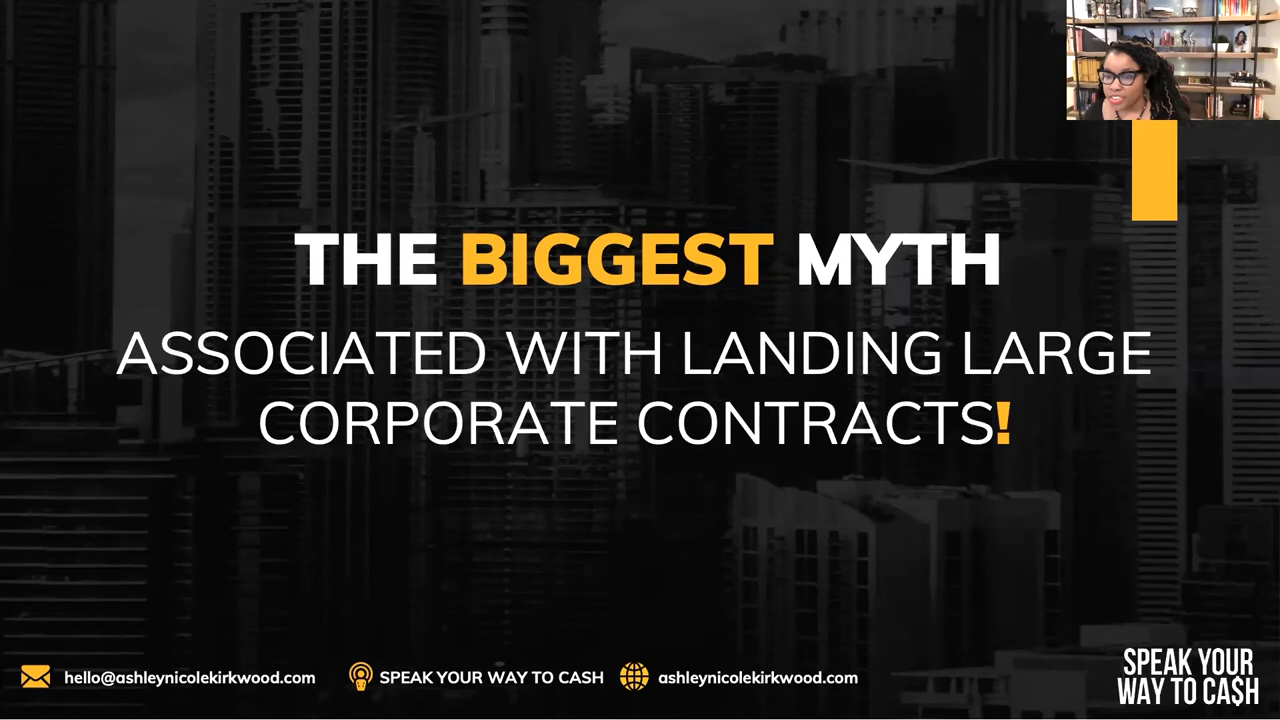 THE BIGGEST MYTH
ASSOCIATED WITH LANDING LARGE
CORPORATE CONTRACTS!
hello@ashleynicolekirkwood.com
SPEAK YOUR WAY TO CASH
ashleynicolekirkwood.com
SPEAK YOUR
WAY TO CA$H